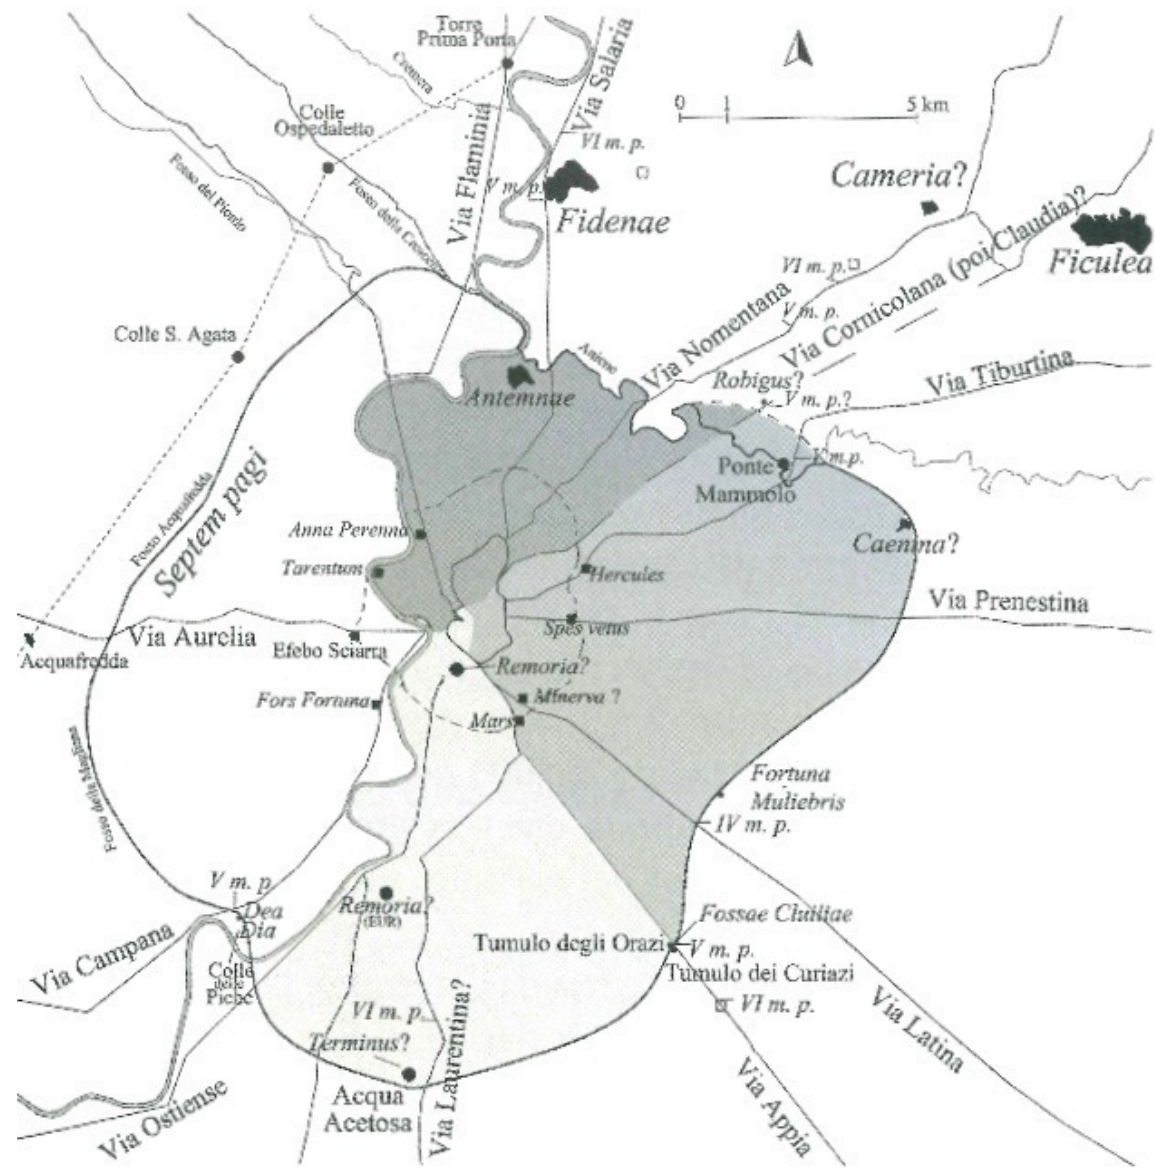 Torre
Prima Porta
Cremera
Via Salaria
0 1 5 km
Colle
Ospedaletto
VI m. p.
Via Flaminia
V m. p.
Fidenae
Cameria?
Fosso del Fiordo
Ficulea
VI m. p.
Via Cornicolana (poi Claudia)?
Via Nomentana
V m. p.
Colle S. Agata
Aniene
Antemnae
Robigus?
V m. p.?
Via Tiburtina
Septem pagi
Fosso Acquafredda
Ponte
Mammolo
V m.p.
Anna Perenna
Caenina?
Tarentum
Hercules
Via Aurelia
Via Prenestina
Spes vetus
Efebo Sciarra
Acquafredda
Remoria?
Fors Fortuna
Minerva ?
Mars
Fosso della Magliana
Fortuna
Muliebris
IV m. p.
V m. p
Dea
Dia
Remoria?
(EUR)
Fossae Cluiliae
Tumulo degli Orazi
V m. p.
Tumulo dei Curiazi
Via Campana
Colle
delle
Piche
VI m. p.
VI m. p.
Terminus?
Via Laurentina?
Via Latina
Acqua
Acetosa
Via Ostiense
Via Appia